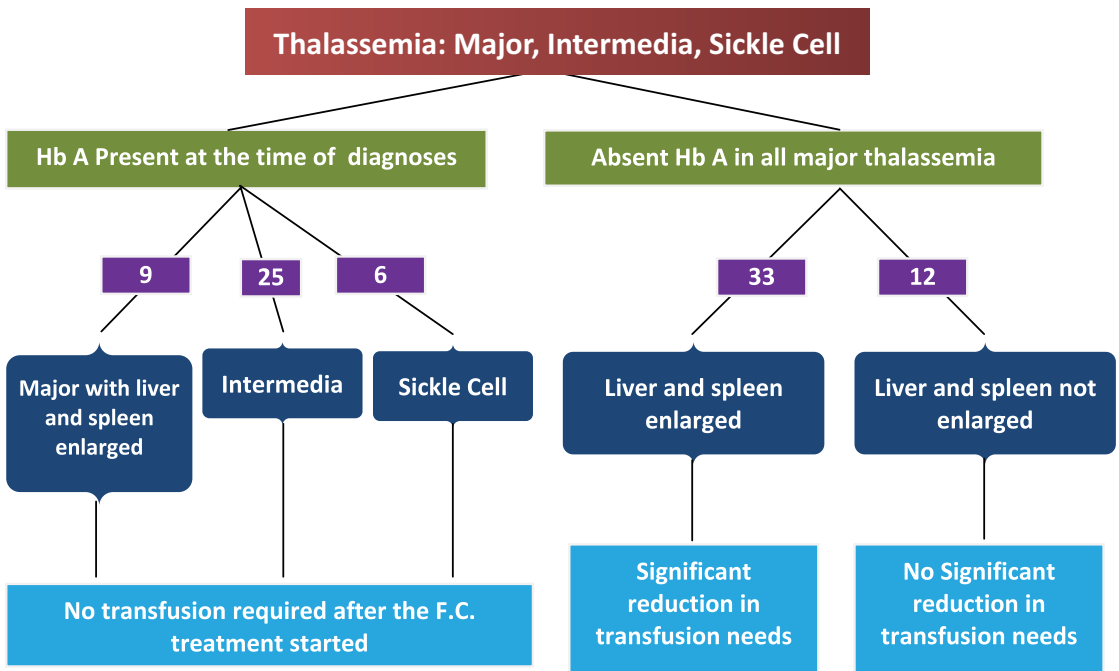 Thalassemia: Major, Intermedia, Sickle Cell
Hb A Present at the time of diagnoses
Absent Hb A in all major thalassemia
9
25
6
33
12
Major with liver
and spleen
enlarged
Intermedia
Sickle Cell
Liver and spleen
enlarged
Liver and spleen not
enlarged
No transfusion required after the F.C.
treatment started
Significant
reduction in
transfusion needs
No Significant
reduction in
transfusion needs